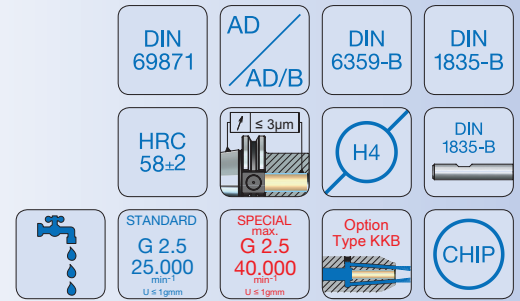 DIN
69871
AD
AD/B
DIN
6359-B
DIN
1835-B
HRC
58±2
≤ 3µm
H4
DIN
1835-B
STANDARD
G 2.5
25.000
min⁻¹
U ≤ 1gmm
SPECIAL
max.
G 2.5
40.000
min⁻¹
U ≤ 1gmm
Option
Type KKB
CHIP